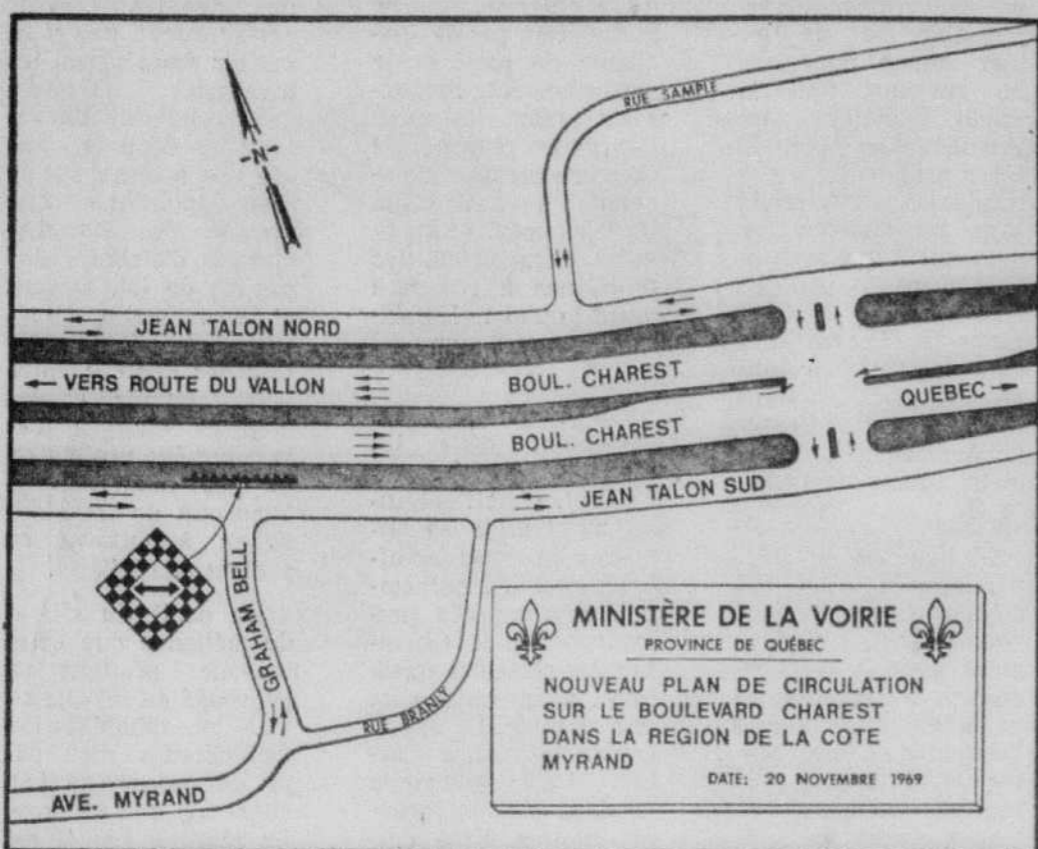 RUE SAMPLE
N
JEAN TALON NORD
VERS ROUTE DU VALLON
BOUL. CHAREST
QUEBEC
BOUL. CHAREST
JEAN TALON SUD
GRAHAM BELL
RUE BRANLY
AVE. MYRAND
MINISTÈRE DE LA VOIRIE
PROVINCE DE QUÉBEC
NOUVEAU PLAN DE CIRCULATION
SUR LE BOULEVARD CHAREST
DANS LA REGION DE LA COTE
MYRAND
DATE: 20 NOVEMBRE 1969